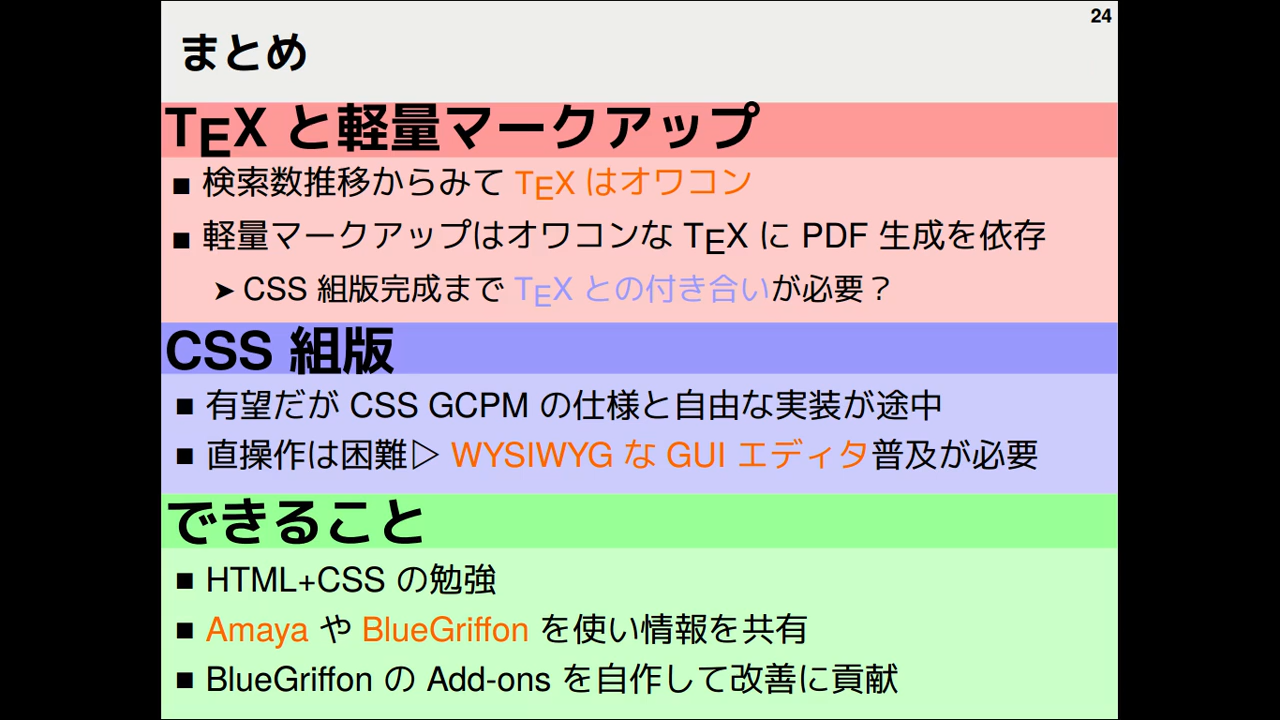 24
まとめ
TEX と軽量マークアップ
■ 検索数推移からみて TEX はオワコン
■ 軽量マークアップはオワコンな TEX に PDF 生成を依存
➤ CSS 組版完成まで TEX との付き合いが必要？
CSS 組版
■ 有望だが CSS GCPM の仕様と自由な実装が途中
■ 直操作は困難▷ WYSIWYG な GUI エディタ普及が必要
できること
■ HTML+CSS の勉強
■ Amaya や BlueGriffon を使い情報を共有
■ BlueGriffon の Add-ons を自作して改善に貢献